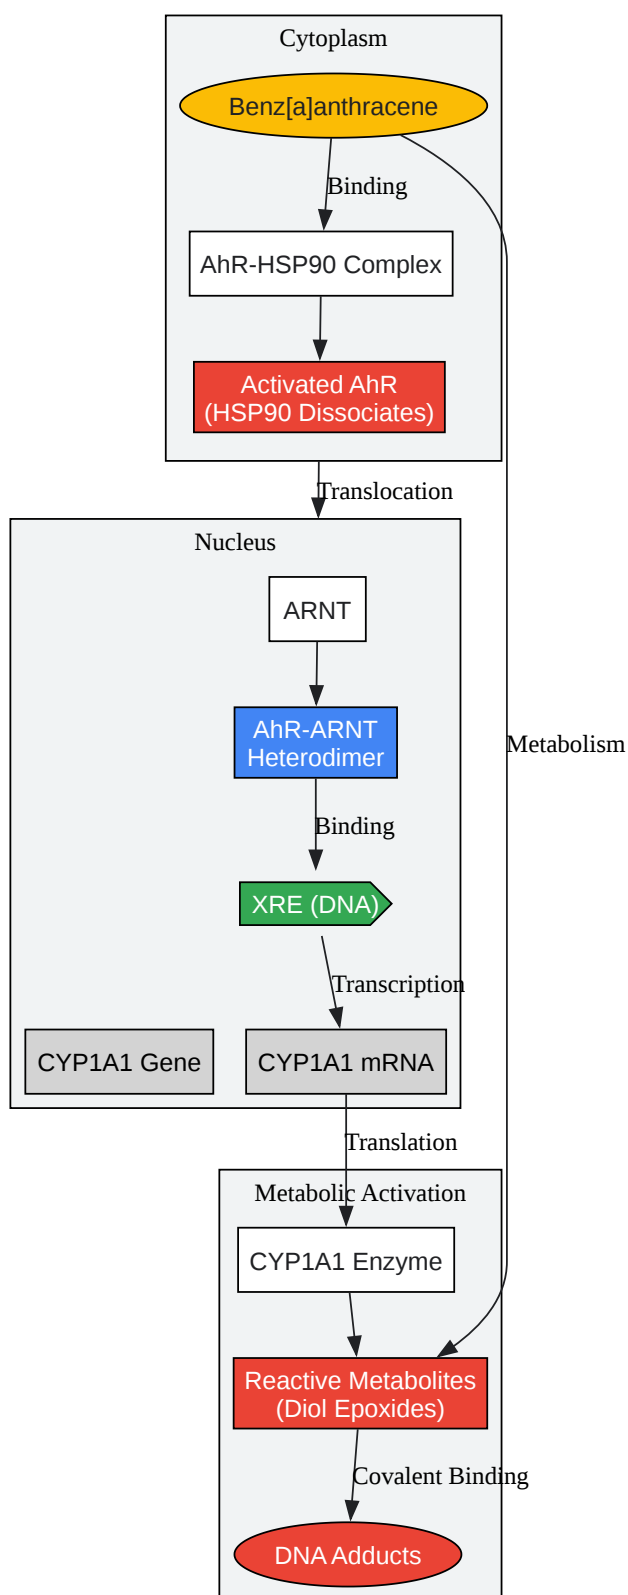 Cytoplasm
Benz[a]anthracene
Binding
AhR-HSP90 Complex
Activated AhR
(HSP90 Dissociates)
Translocation
Nucleus
ARNT
AhR-ARNT
Heterodimer
Metabolism
Binding
XRE (DNA)
Transcription
CYP1A1 Gene
CYP1A1 mRNA
Translation
Metabolic Activation
CYP1A1 Enzyme
Reactive Metabolites
(Diol Epoxides)
Covalent Binding
DNA Adducts